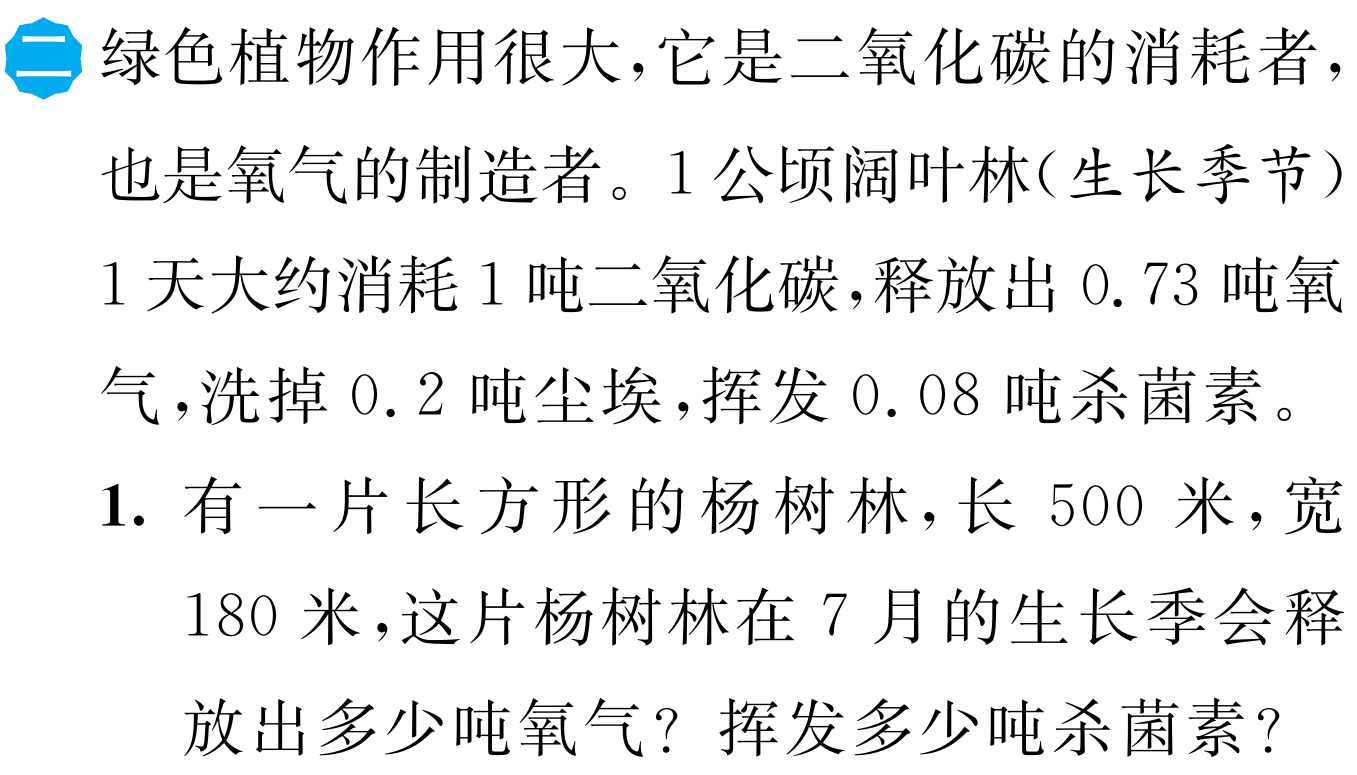 二 绿色植物作用很大,它是二氧化碳的消耗者,
也是氧气的制造者。1公顷阔叶林(生长季节)
1天大约消耗1吨二氧化碳,释放出0.73吨氧
气,洗掉0.2吨尘埃,挥发0.08吨杀菌素。
1. 有一片长方形的杨树林,长 500 米,宽
180 米,这片杨树林在 7 月的生长季会释
放出多少吨氧气? 挥发多少吨杀菌素?